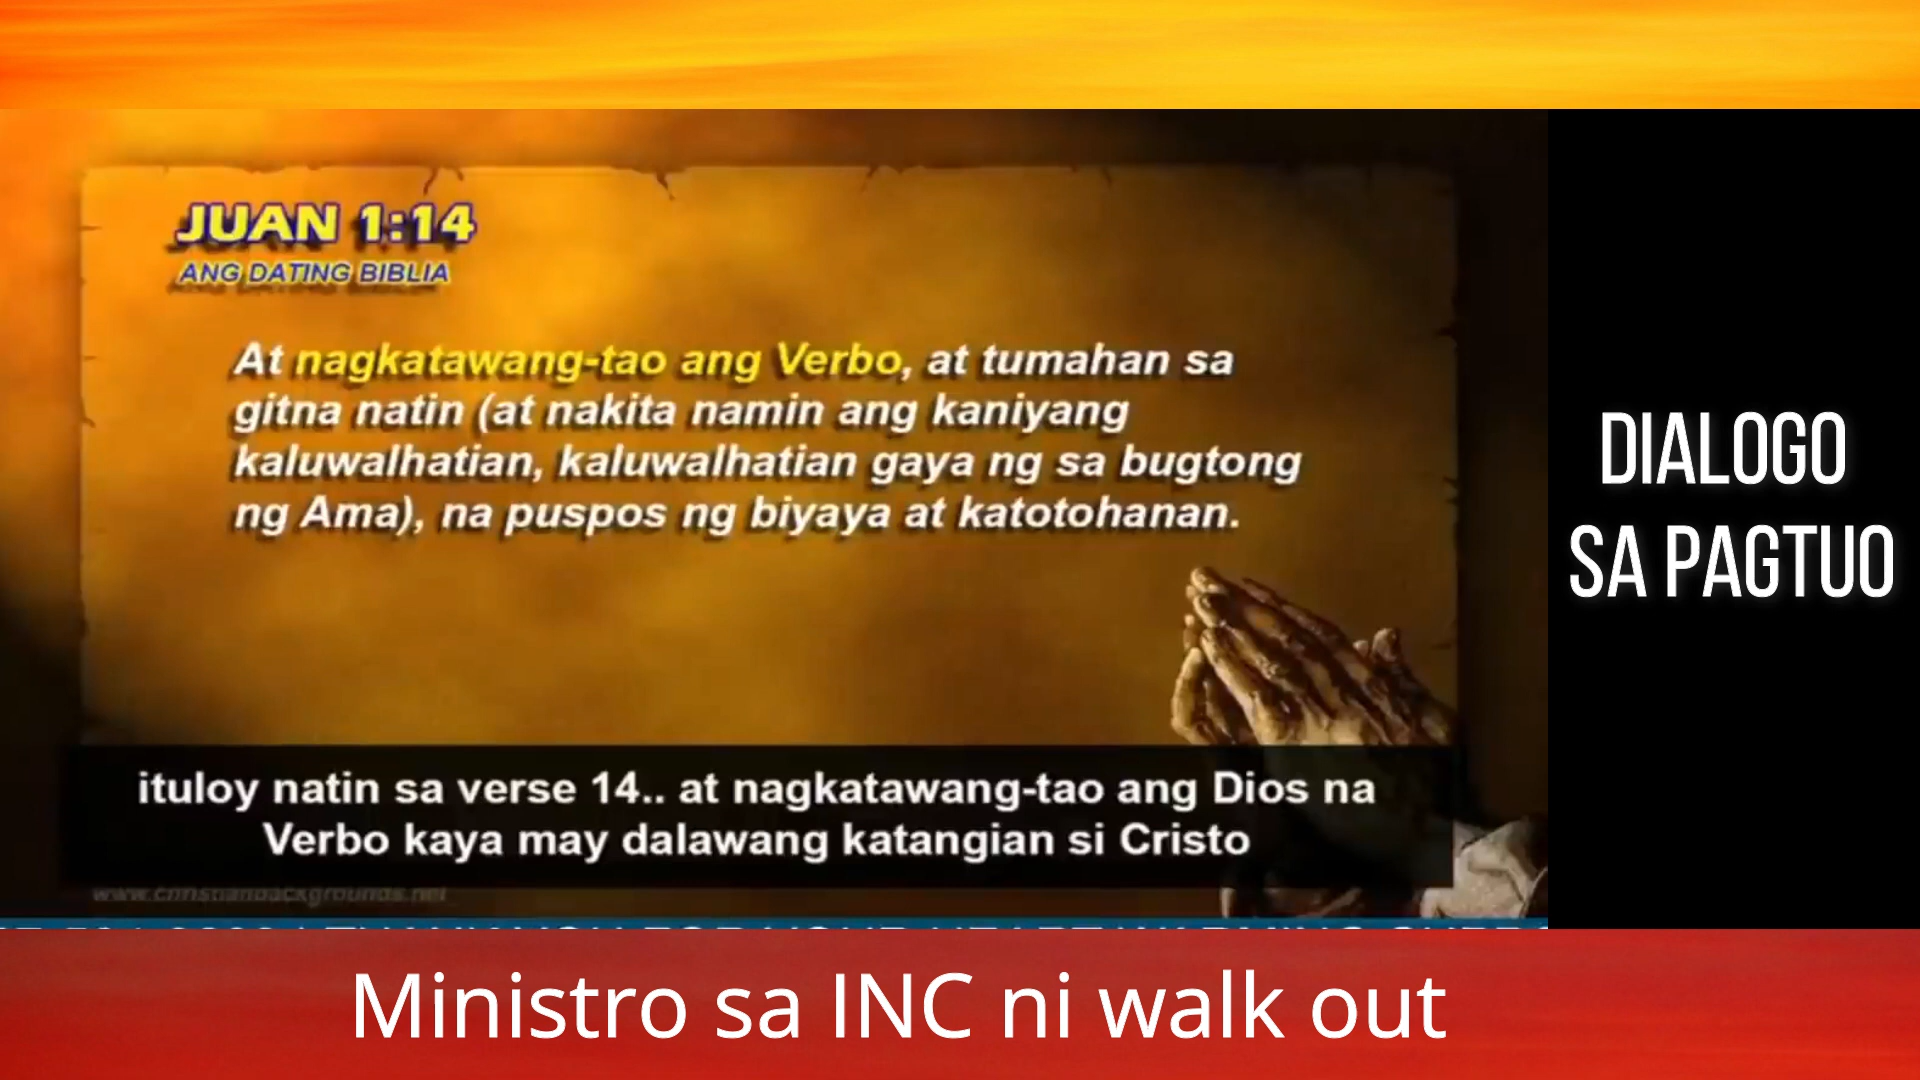 JUAN 1:14
ANG DATING BIBLIA
At nagkatawang-tao ang Verbo, at tumahan sa
gitna natin (at nakita namin ang kaniyang
kaluwalhatian, kaluwalhatian gaya ng sa bugtong
ng Ama), na puspos ng biyaya at katotohanan.
ituloy natin sa verse 14.. at nagkatawang-tao ang Dios na
Verbo kaya may dalawang katangian si Cristo
www.christianbackgrounds.net
DIALOGO
SA PAGTUO
Ministro sa INC ni walk out